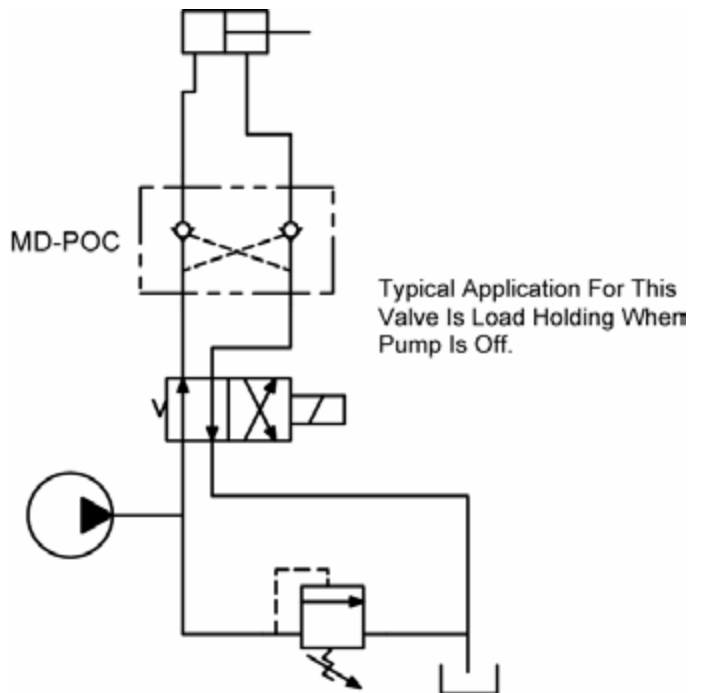 MD-POC
Typical Application For This
Valve Is Load Holding When
Pump Is Off.